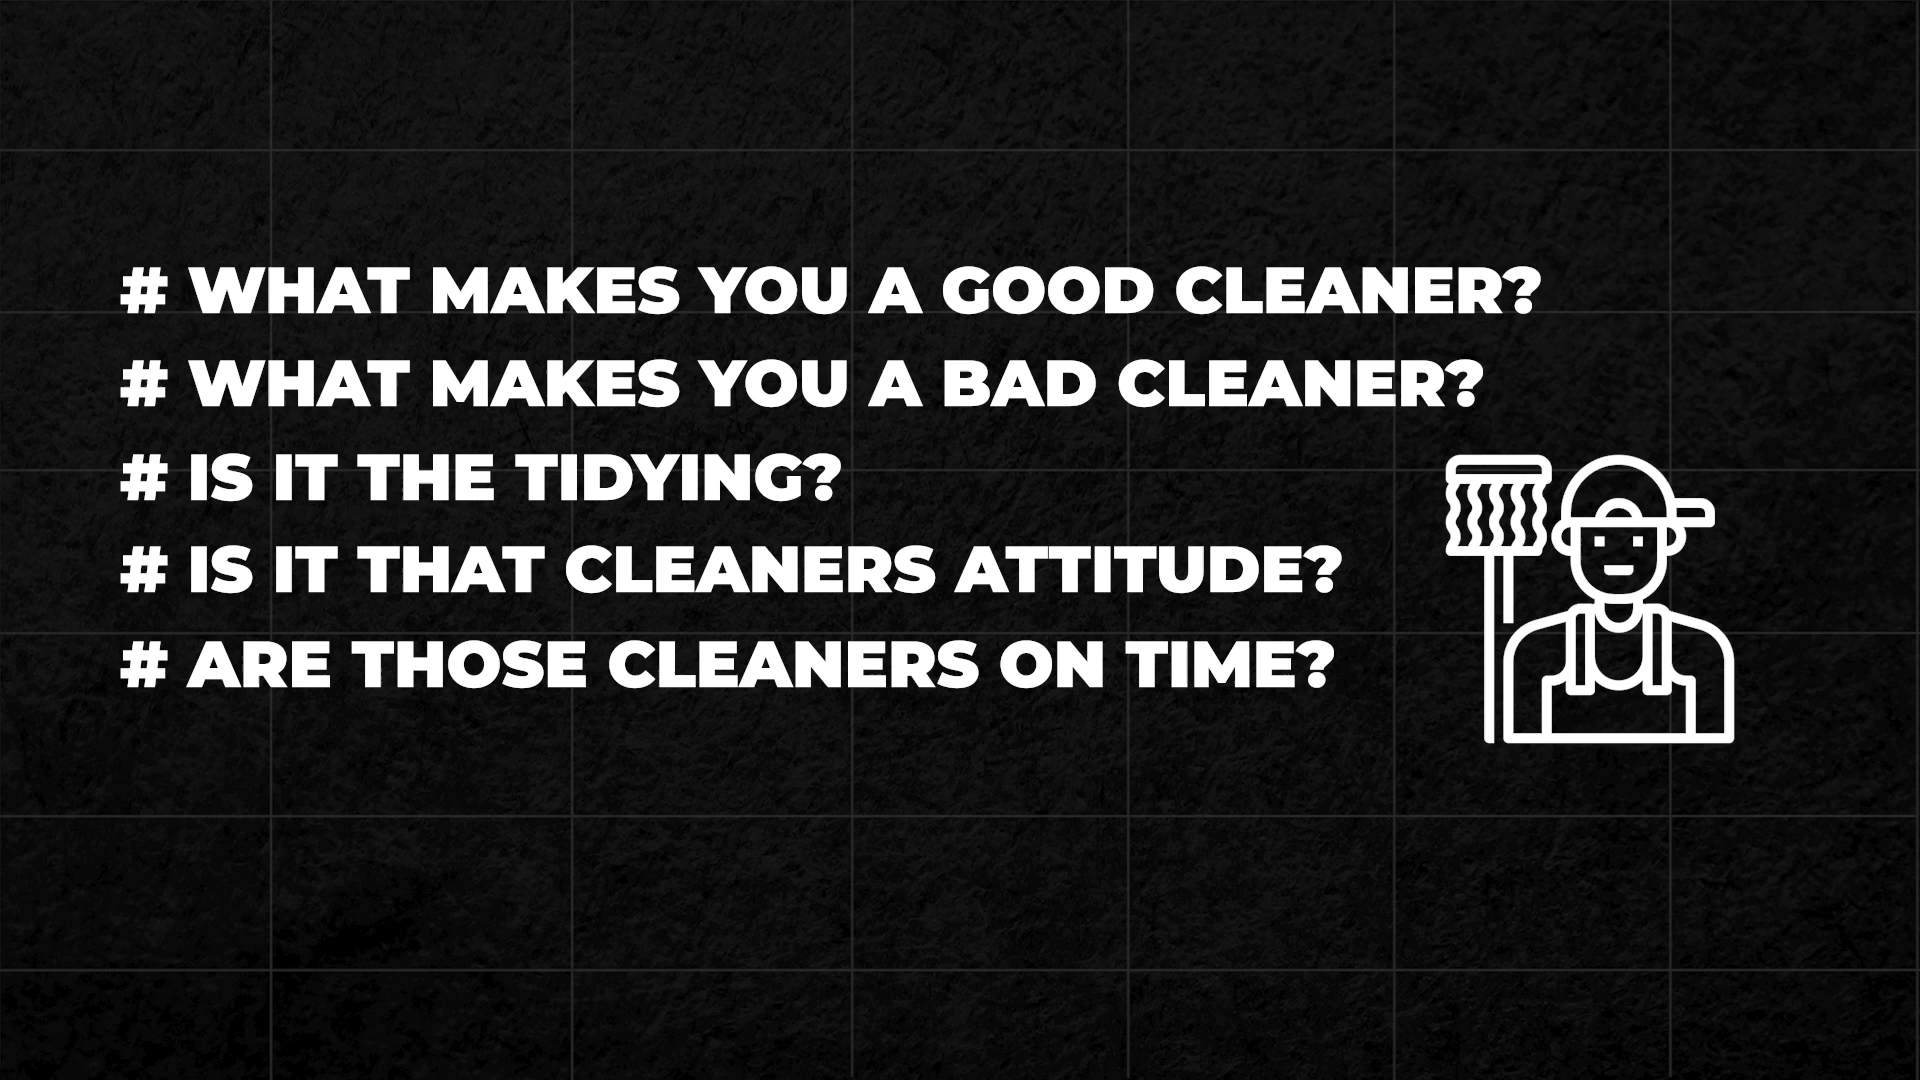 # WHAT MAKES YOU A GOOD CLEANER?
# WHAT MAKES YOU A BAD CLEANER?
# IS IT THE TIDYING?
# IS IT THAT CLEANERS ATTITUDE?
# ARE THOSE CLEANERS ON TIME?